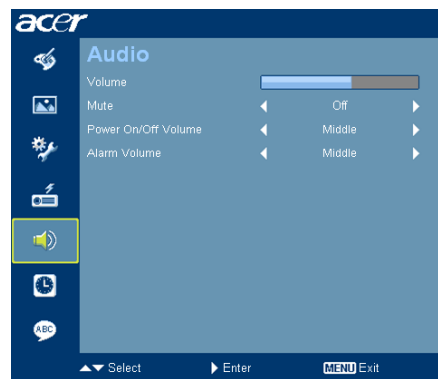 acer
Audio
Volume
Mute Off
Power On/Off Volume Middle
Alarm Volume Middle
ABC
Select Enter MENU Exit